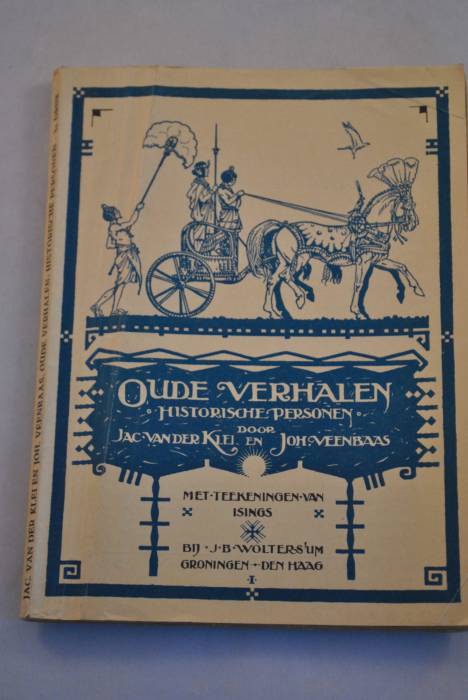 OUDE VERHALEN
HISTORISCHE PERSONEN
DOOR
JAC. VAN DER KLEI EN JOH. VEENBAAS
MET TEEKENINGEN VAN
ISINGS
BIJ J. B. WOLTERS' UM
GRONINGEN DEN HAAG
I
JAC. VAN DER KLEI EN JOH. VEENBAAS, OUDE VERHALEN, HISTORISCHE PERSONEN